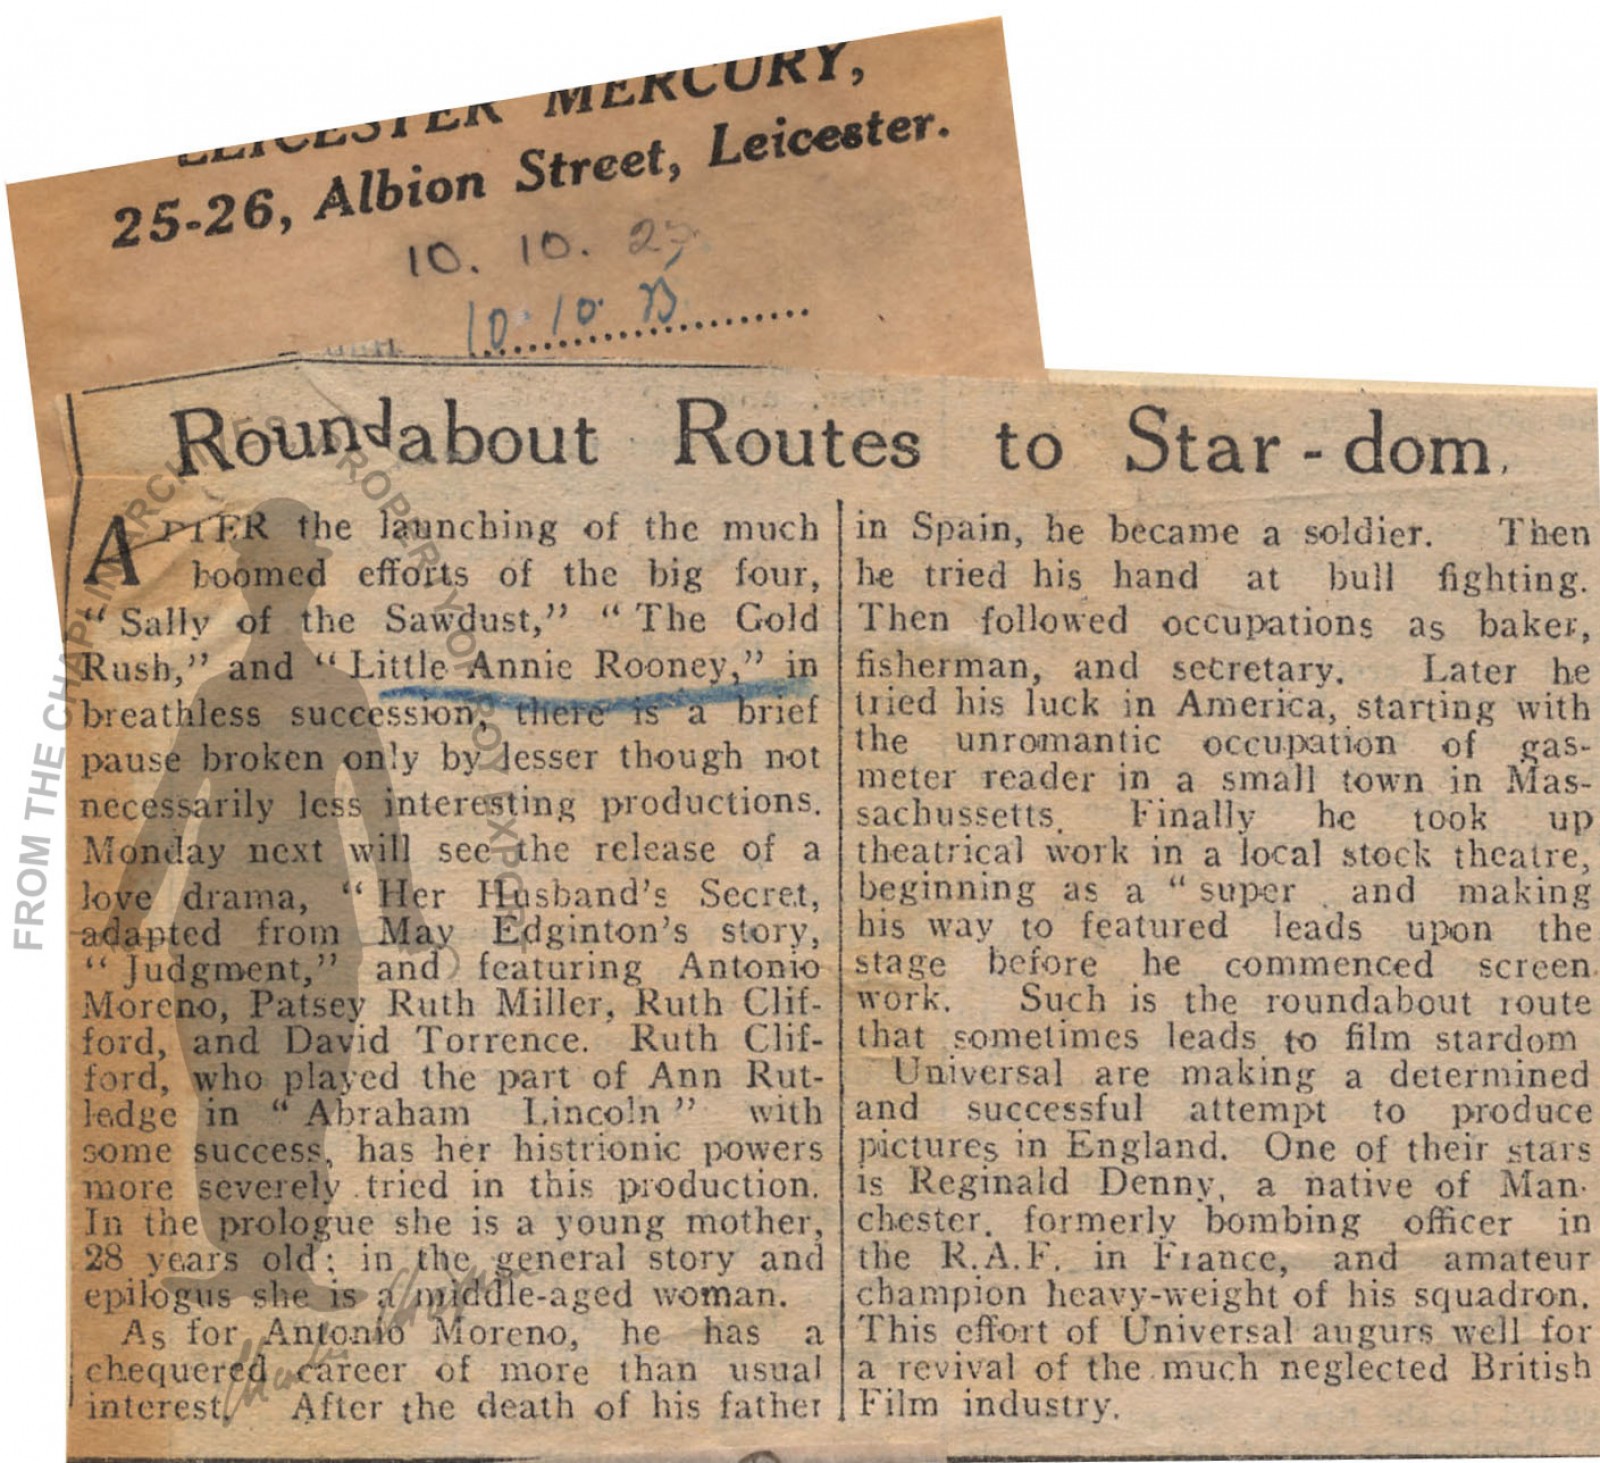 LEICESTER MERCURY,
25-26, Albion Street, Leicester.
10. 10. 25
10. 10. 25
Roundabout Routes to Star-dom.
AFTER the launching of the much
boomed efforts of the big four,
"Sally of the Sawdust," "The Gold
Rush," and "Little Annie Rooney," in
breathless succession, there is a brief
pause broken only by lesser though not
necessarily less interesting productions.
Monday next will see the release of a
love drama, "Her Husband's Secret,
adapted from May Edginton's story,
"Judgment," and featuring Antonio
Moreno, Patsey Ruth Miller, Ruth Clif-
ford, and David Torrence. Ruth Clif-
ford, who played the part of Ann Rut-
ledge in "Abraham Lincoln" with
some success, has her histrionic powers
more severely tried in this production.
In the prologue she is a young mother,
28 years old; in the general story and
epilogus she is a middle-aged woman.
As for Antonio Moreno, he has a
chequered career of more than usual
interest. After the death of his father
in Spain, he became a soldier. Then
he tried his hand at bull fighting.
Then followed occupations as baker,
fisherman, and secretary. Later he
tried his luck in America, starting with
the unromantic occupation of gas-
meter reader in a small town in Mas-
sachussetts. Finally he took up
theatrical work in a local stock theatre,
beginning as a "super and making
his way to featured leads upon the
stage before he commenced screen
work. Such is the roundabout route
that sometimes leads to film stardom
Universal are making a determined
and successful attempt to produce
pictures in England. One of their stars
is Reginald Denny, a native of Man-
chester, formerly bombing officer in
the R.A.F. in France, and amateur
champion heavy-weight of his squadron.
This effort of Universal augurs well for
a revival of the much neglected British
Film industry.
FROM THE CHAPLIN ARCHIVES PROPERTY OF ROY EXPORT